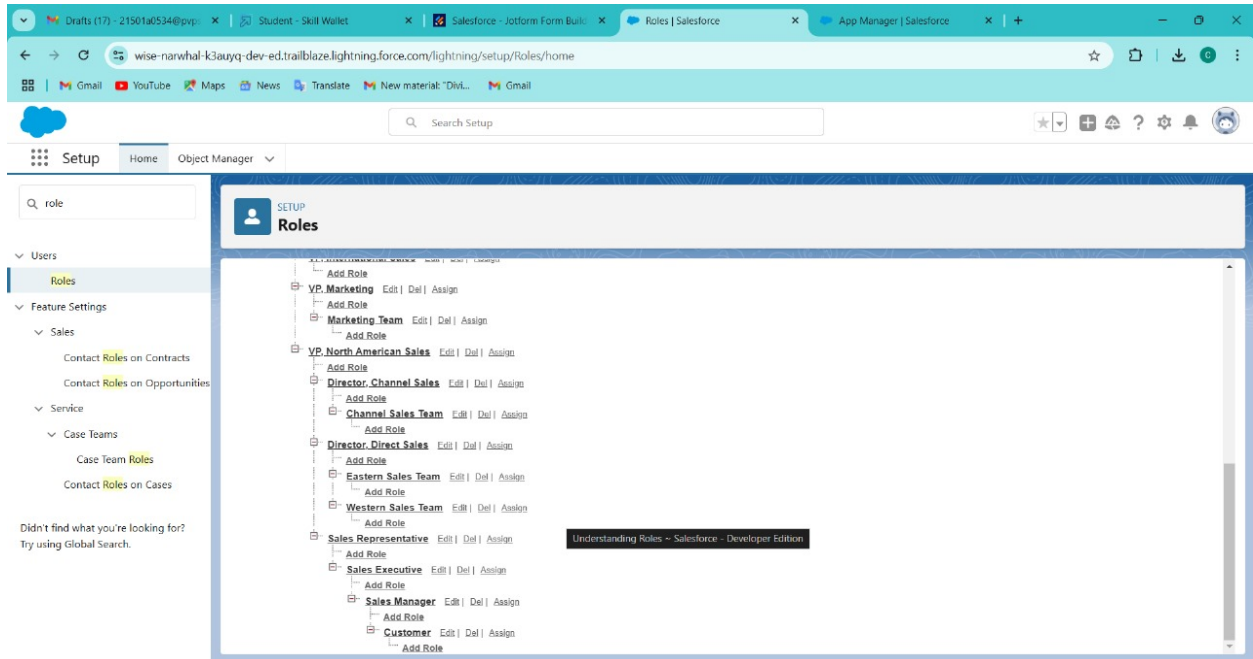 Drafts (17) - 21501a0534@pvps
Student - Skill Wallet
Salesforce - Jotform Form Build
Roles | Salesforce
App Manager | Salesforce
wise-narwhal-k3auyq-dev-ed.trailblaze.lightning.force.com/lightning/setup/Roles/home
C
Gmail
YouTube
Maps
News
Translate
New material: "Divi...
Gmail
Search Setup
Setup
Home
Object Manager
role
SETUP
Roles
Users
Roles
Feature Settings
Sales
Contact Roles on Contracts
Contact Roles on Opportunities
Service
Case Teams
Case Team Roles
Contact Roles on Cases
Didn't find what you're looking for?
Try using Global Search.
VP, International Sales Edit | Del | Assign
Add Role
VP, Marketing Edit | Del | Assign
Add Role
Marketing Team Edit | Del | Assign
Add Role
VP, North American Sales Edit | Del | Assign
Add Role
Director, Channel Sales Edit | Del | Assign
Add Role
Channel Sales Team Edit | Del | Assign
Add Role
Director, Direct Sales Edit | Del | Assign
Add Role
Eastern Sales Team Edit | Del | Assign
Add Role
Western Sales Team Edit | Del | Assign
Add Role
Sales Representative Edit | Del | Assign
Understanding Roles ~ Salesforce - Developer Edition
Add Role
Sales Executive Edit | Del | Assign
Add Role
Sales Manager Edit | Del | Assign
Add Role
Customer Edit | Del | Assign
Add Role